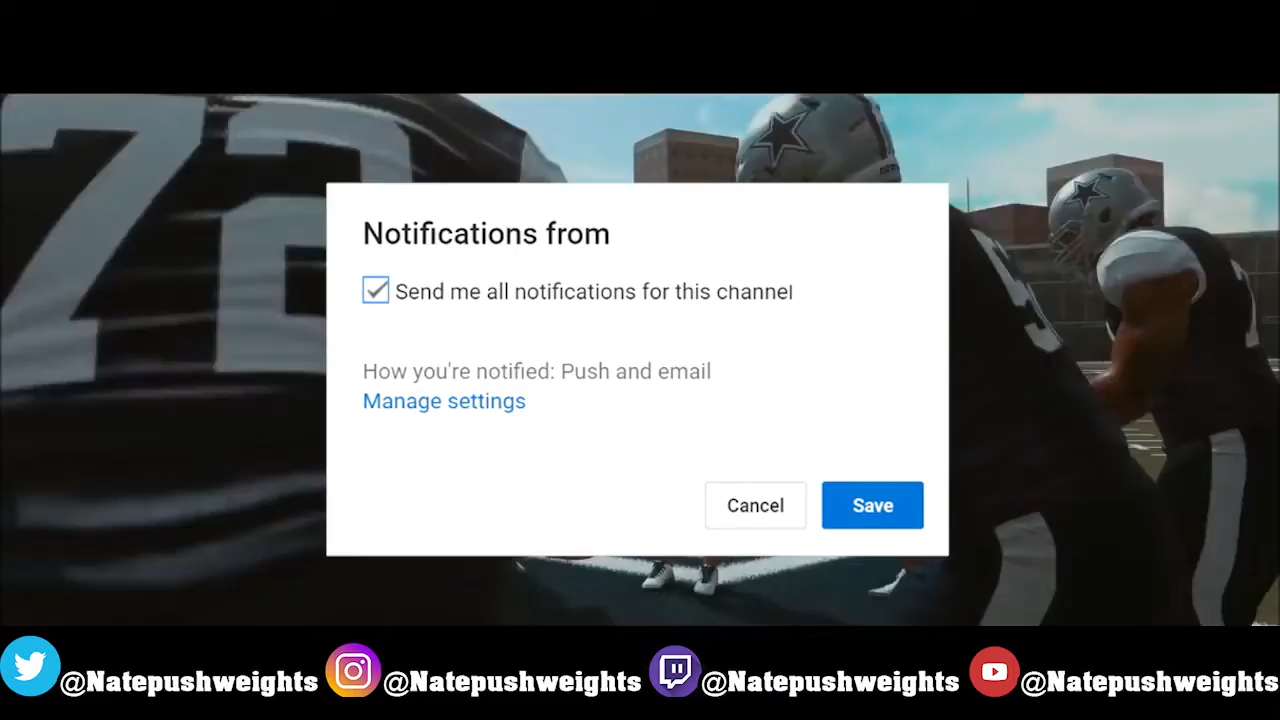 72
Notifications from
Send me all notifications for this channel
How you're notified: Push and email
Manage settings
Cancel
Save
@Natepushweights
@Natepushweights
@Natepushweights
@Natepushweights